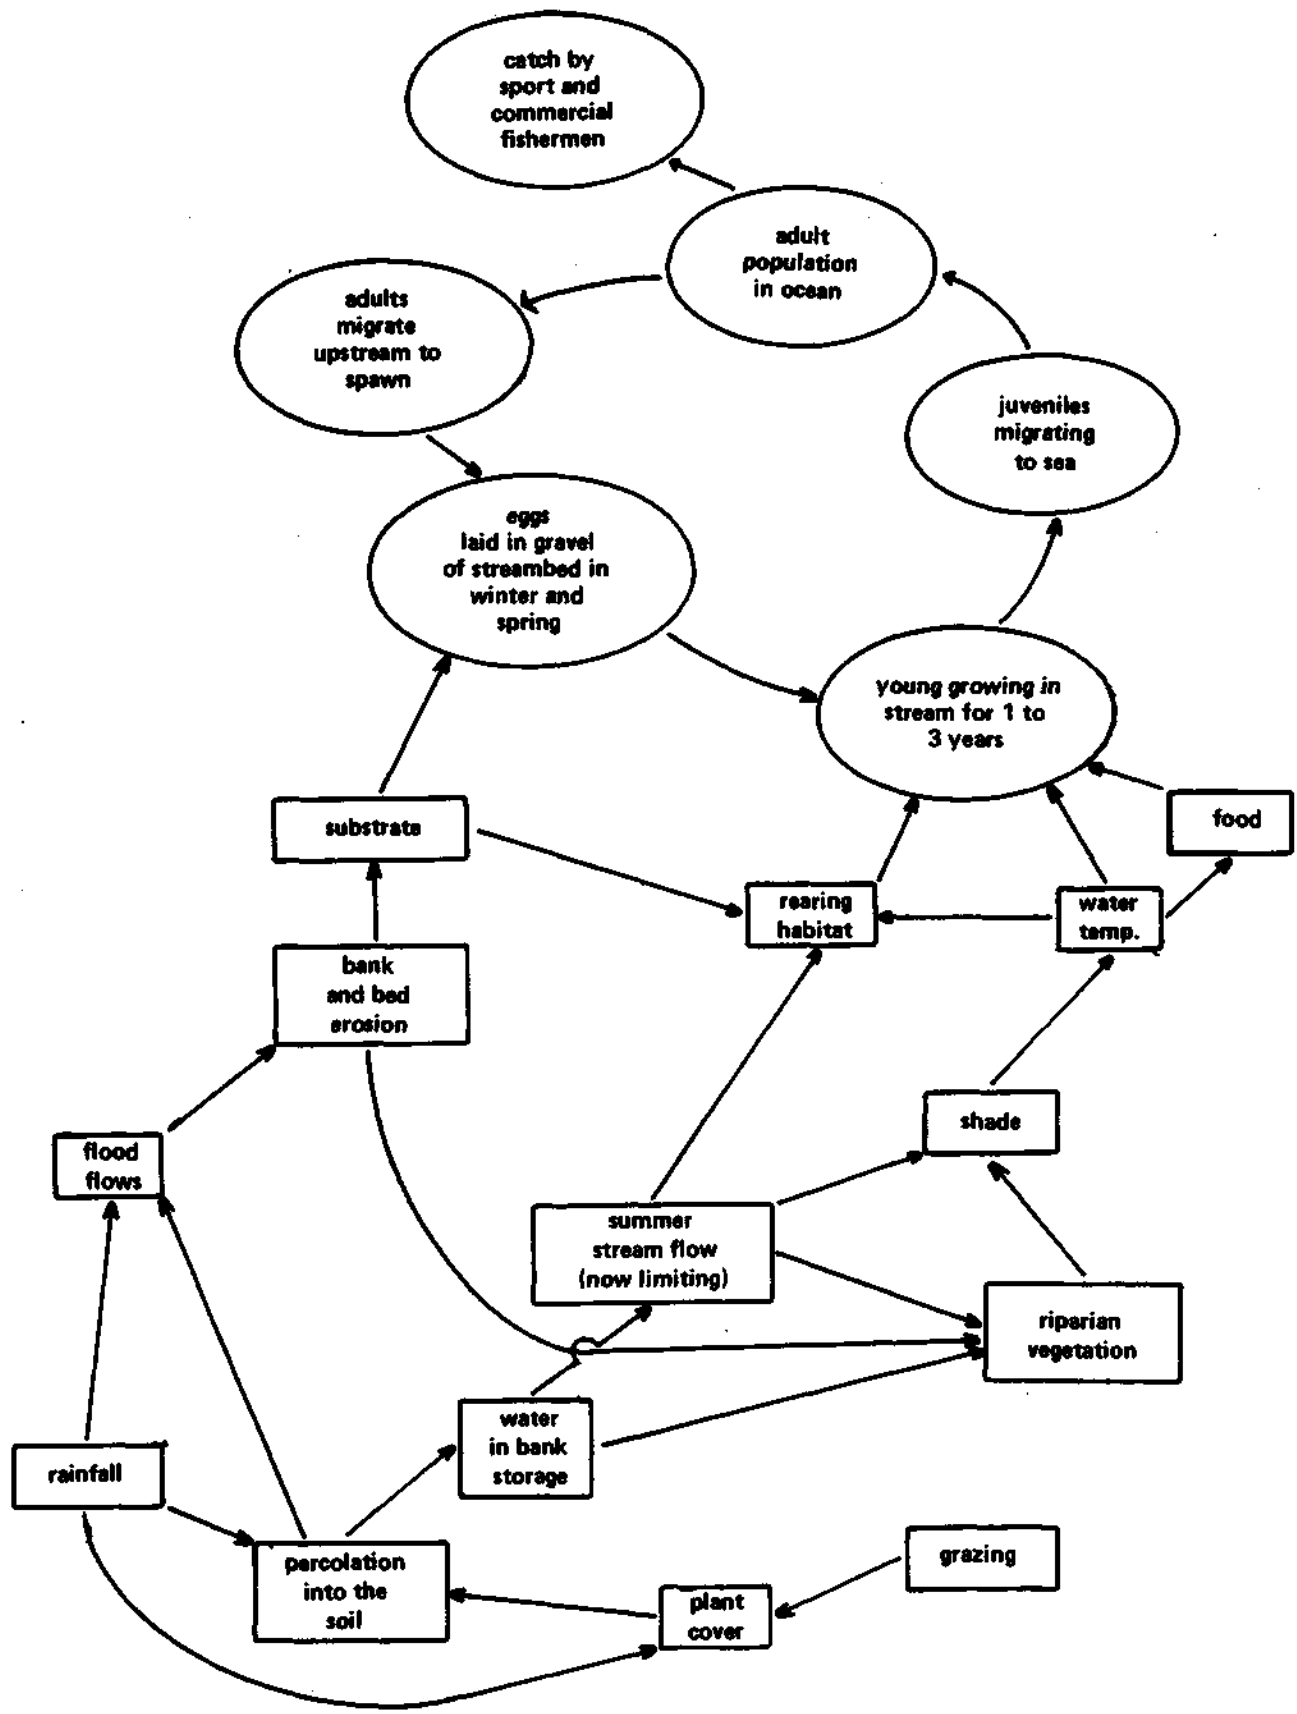 catch by
sport and
commercial
fishermen
adult
population
in ocean
adults
migrate
upstream to
spawn
juveniles
migrating
to sea
eggs
laid in gravel
of streambed in
winter and
spring
young growing in
stream for 1 to
3 years
substrate
food
rearing
habitat
water
temp.
bank
and bed
erosion
shade
flood
flows
summer
stream flow
(now limiting)
riparian
vegetation
water
in bank
storage
rainfall
grazing
percolation
into the
soil
plant
cover